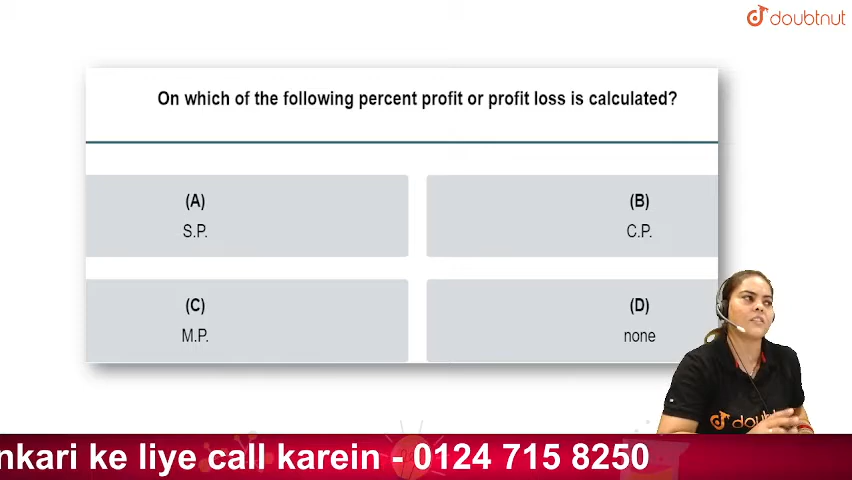 doubtnut
On which of the following percent profit or profit loss is calculated?
(A)
S.P.
(B)
C.P.
(C)
M.P.
(D)
none
ke liye call karein - 0124 715 8250